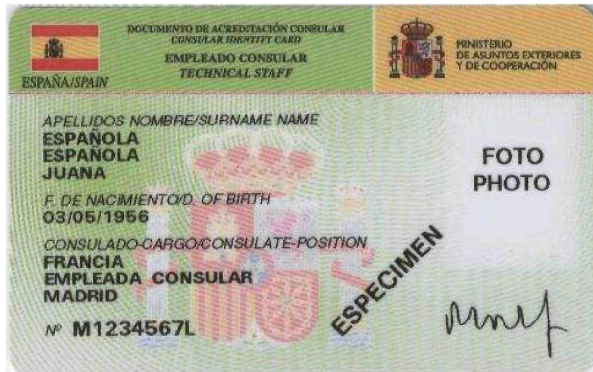 DOCUMENTO DE ACREDITACIÓN CONSULAR
CONSULAR IDENTITY CARD
EMPLEADO CONSULAR
TECHNICAL STAFF
ESPAÑA/SPAIN
MINISTERIO
DE ASUNTOS EXTERIORES
Y DE COOPERACIÓN
APELLIDOS NOMBRE/SURNAME NAME
ESPAÑOLA
ESPAÑOLA
JUANA
F. DE NACIMIENTO/D. OF BIRTH
03/05/1956
CONSULADO-CARGO/CONSULATE-POSITION
FRANCIA
EMPLEADA CONSULAR
MADRID
Nº M1234567L
FOTO
PHOTO
ESPECIMEN